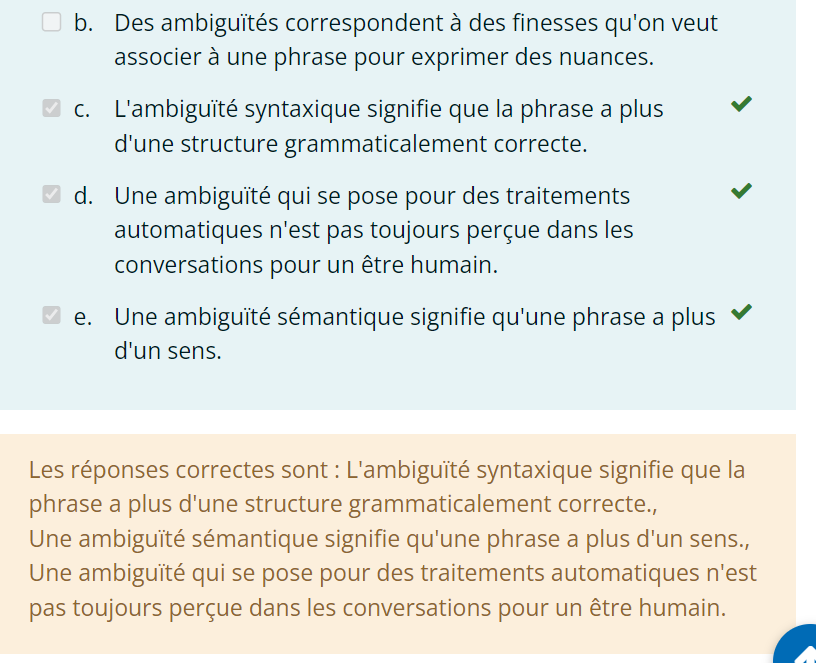 b. Des ambiguïtés correspondent à des finesses qu'on veut
associer à une phrase pour exprimer des nuances.
c. L'ambiguïté syntaxique signifie que la phrase a plus
d'une structure grammaticalement correcte.
d. Une ambiguïté qui se pose pour des traitements
automatiques n'est pas toujours perçue dans les
conversations pour un être humain.
e. Une ambiguïté sémantique signifie qu'une phrase a plus
d'un sens.
Les réponses correctes sont : L'ambiguïté syntaxique signifie que la
phrase a plus d'une structure grammaticalement correcte.,
Une ambiguïté sémantique signifie qu'une phrase a plus d'un sens.,
Une ambiguïté qui se pose pour des traitements automatiques n'est
pas toujours perçue dans les conversations pour un être humain.